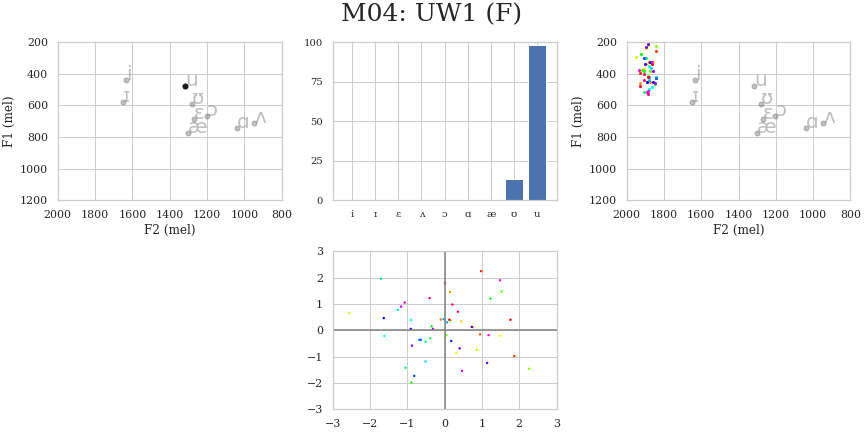 M04: UW1 (F)
200
400
600
800
1000
1200
F1 (mel)
2000 1800 1600 1400 1200 1000 800
F2 (mel)
i
u
ɪ
ʊ
ɛ
ɔ
æ
ɑ
ʌ
100
75
50
25
0
i ɪ ɛ ʌ ɔ ɑ æ ʊ u
200
400
600
800
1000
1200
F1 (mel)
2000 1800 1600 1400 1200 1000 800
F2 (mel)
i
u
ɪ
ʊ
ɛ
ɔ
æ
ɑ
ʌ
3
2
1
0
−1
−2
−3
−3 −2 −1 0 1 2 3